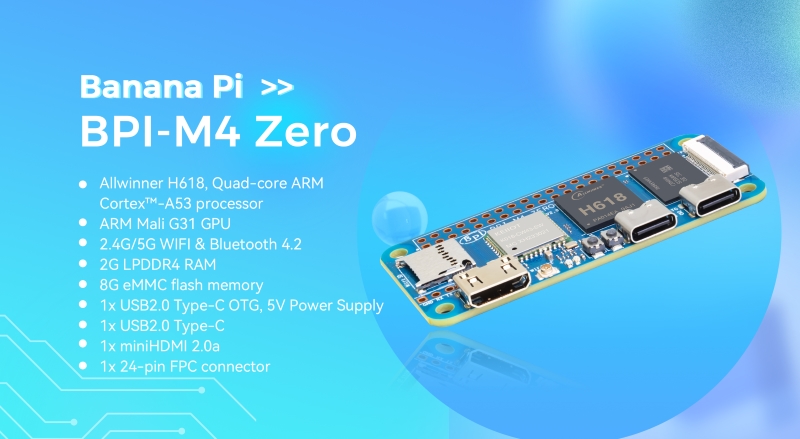 Banana Pi >>
BPI-M4 Zero
Allwinner H618, Quad-core ARM
Cortex™-A53 processor
ARM Mali G31 GPU
2.4G/5G WIFI & Bluetooth 4.2
2G LPDDR4 RAM
8G eMMC flash memory
1x USB2.0 Type-C OTG, 5V Power Supply
1x USB2.0 Type-C
1x miniHDMI 2.0a
1x 24-pin FPC connector
H618